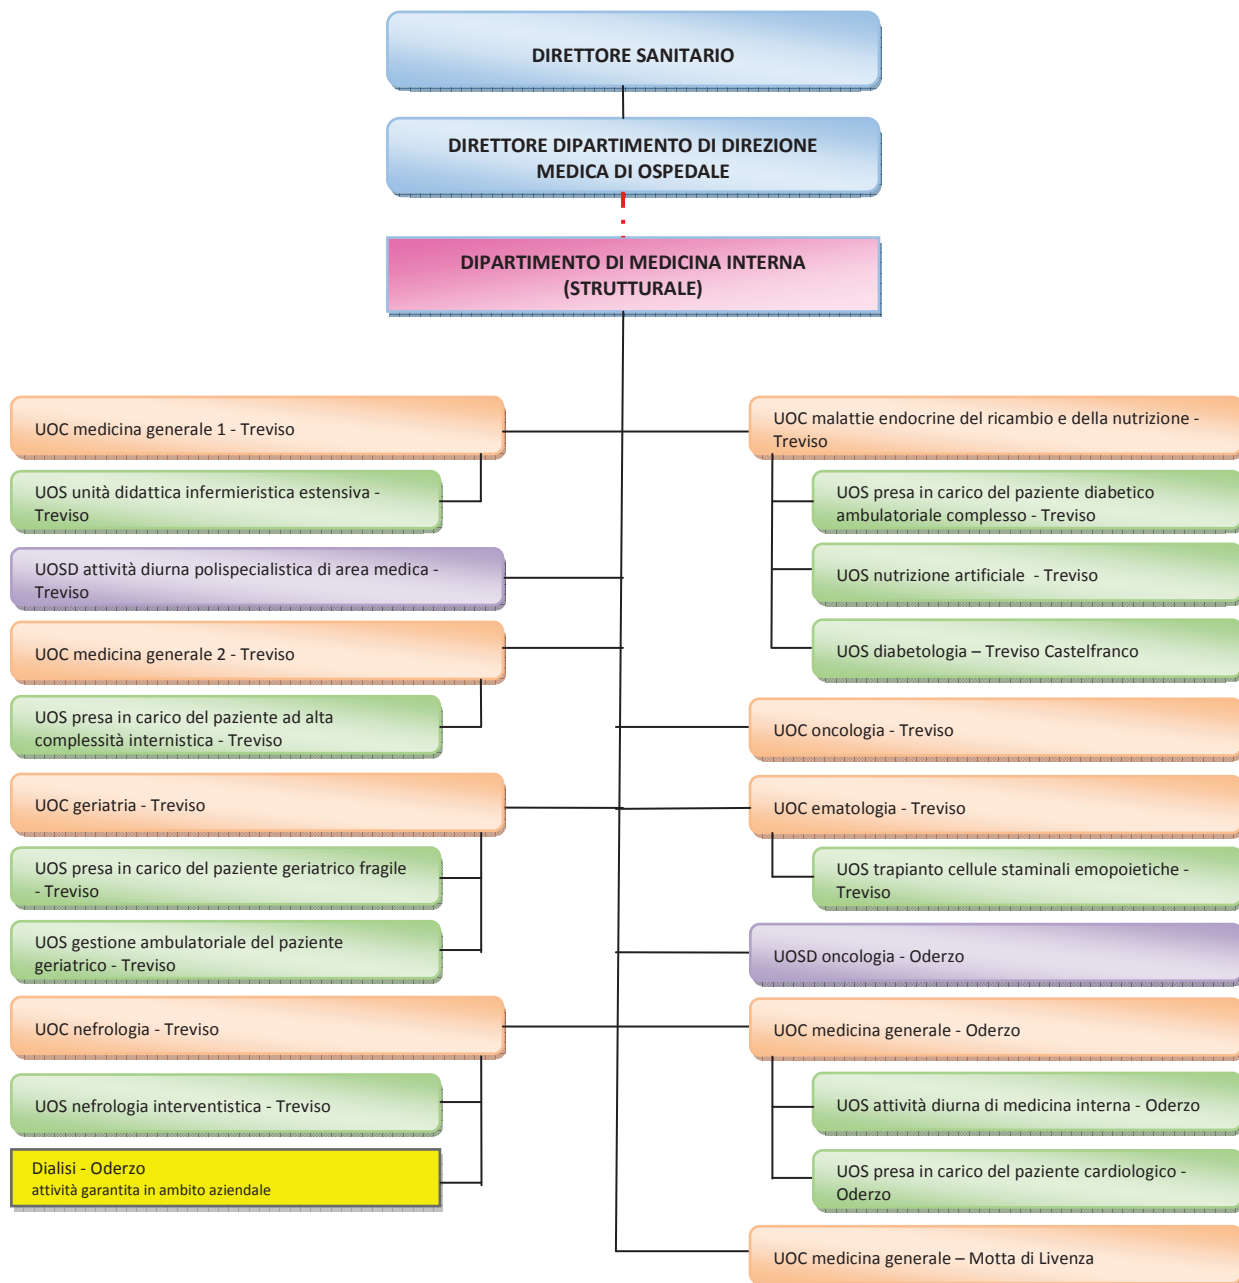 DIRETTORE SANITARIO
DIRETTORE DIPARTIMENTO DI DIREZIONE
MEDICA DI OSPEDALE
DIPARTIMENTO DI MEDICINA INTERNA
(STRUTTURALE)
UOC medicina generale 1 - Treviso
UOS unità didattica infermieristica estensiva -
Treviso
UOSD attività diurna polispecialistica di area medica -
Treviso
UOC medicina generale 2 - Treviso
UOS presa in carico del paziente ad alta
complessità internistica - Treviso
UOC geriatria - Treviso
UOS presa in carico del paziente geriatrico fragile
- Treviso
UOS gestione ambulatoriale del paziente
geriatrico - Treviso
UOC nefrologia - Treviso
UOS nefrologia interventistica - Treviso
Dialisi - Oderzo
attività garantita in ambito aziendale
UOC malattie endocrine del ricambio e della nutrizione -
Treviso
UOS presa in carico del paziente diabetico
ambulatoriale complesso - Treviso
UOS nutrizione artificiale  - Treviso
UOS diabetologia – Treviso Castelfranco
UOC oncologia - Treviso
UOC ematologia - Treviso
UOS trapianto cellule staminali emopoietiche -
Treviso
UOSD oncologia - Oderzo
UOC medicina generale - Oderzo
UOS attività diurna di medicina interna - Oderzo
UOS presa in carico del paziente cardiologico -
Oderzo
UOC medicina generale – Motta di Livenza